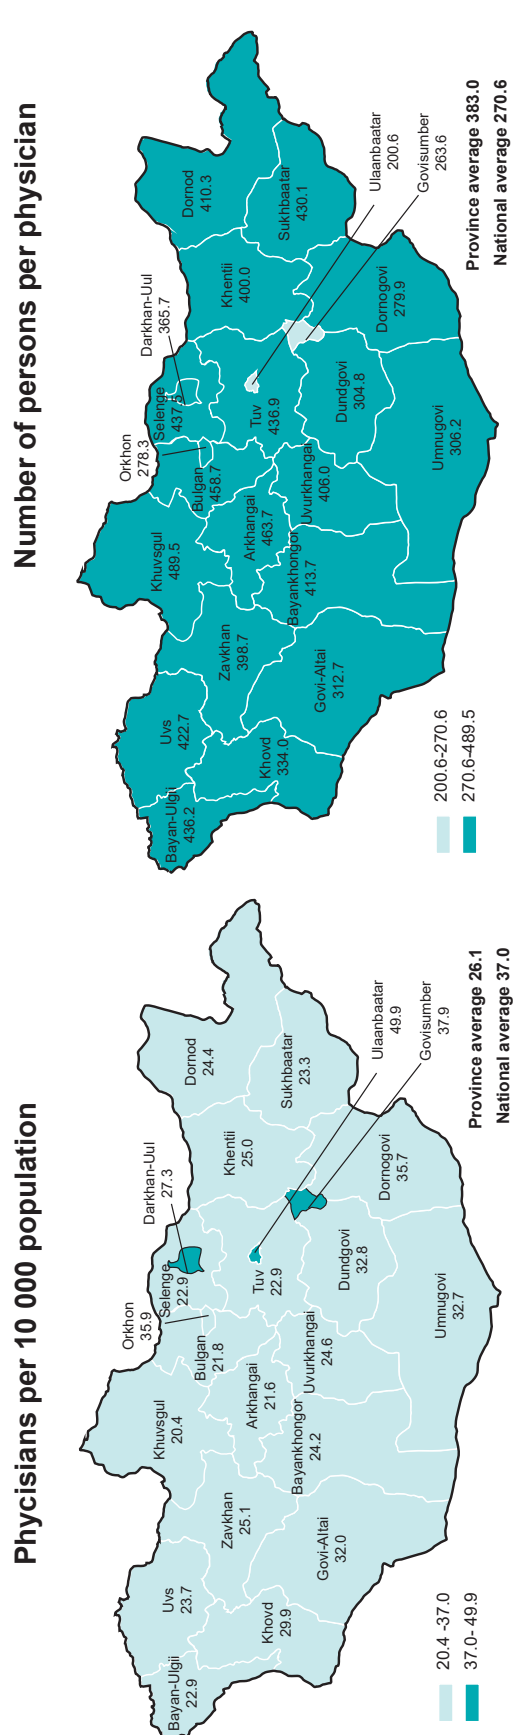 Phycisians per 10 000 population
Bayan-Ulgii
22.9
Uvs
23.7
Khovd
29.9
Zavkhan
25.1
Govi-Altai
32.0
Khuvsgul
20.4
Arkhangai
21.6
Bayankhongor
24.2
Bulgan
21.8
Orkhon
35.9
Selenge
22.9
Darkhan-Uul
27.3
Uvurkhangai
24.6
Tuv
22.9
Umnugovi
32.7
Dundgovi
32.8
Khentii
25.0
Dornod
24.4
Sukhbaatar
23.3
Dornogovi
35.7
Ulaanbaatar
49.9
Govisumber
37.9
20.4 -37.0
37.0- 49.9
Province average 26.1
National average 37.0
Number of persons per physician
Bayan-Ulgii
436.2
Uvs
422.7
Khovd
334.0
Zavkhan
398.7
Govi-Altai
312.7
Khuvsgul
489.5
Arkhangai
463.7
Bayankhongor
413.7
Bulgan
458.7
Orkhon
278.3
Selenge
437.5
Darkhan-Uul
365.7
Uvurkhangai
406.0
Tuv
436.9
Umnugovi
306.2
Dundgovi
304.8
Khentii
400.0
Dornod
410.3
Sukhbaatar
430.1
Dornogovi
279.9
Ulaanbaatar
200.6
Govisumber
263.6
200.6-270.6
270.6-489.5
Province average 383.0
National average 270.6